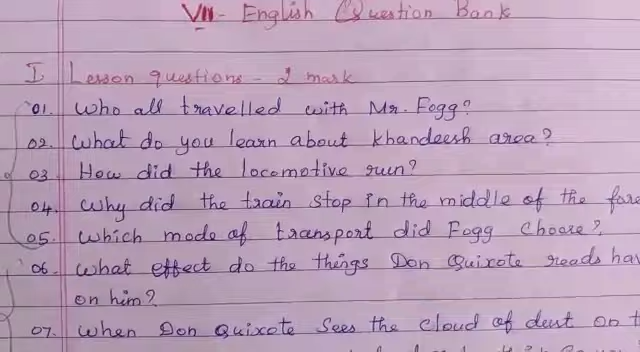 VII - English Question Bank
I Lesson questions - 2 mark
01. Who all travelled with Mr. Fogg?
02. What do you learn about Khandeesh area?
03. How did the locomotive run?
04. Why did the train stop in the middle of the fore
05. Which mode of transport did Fogg choose?
06. What effect do the things Don Quixote reads hav
on him?
07. When Don Quixote sees the cloud of dust on t